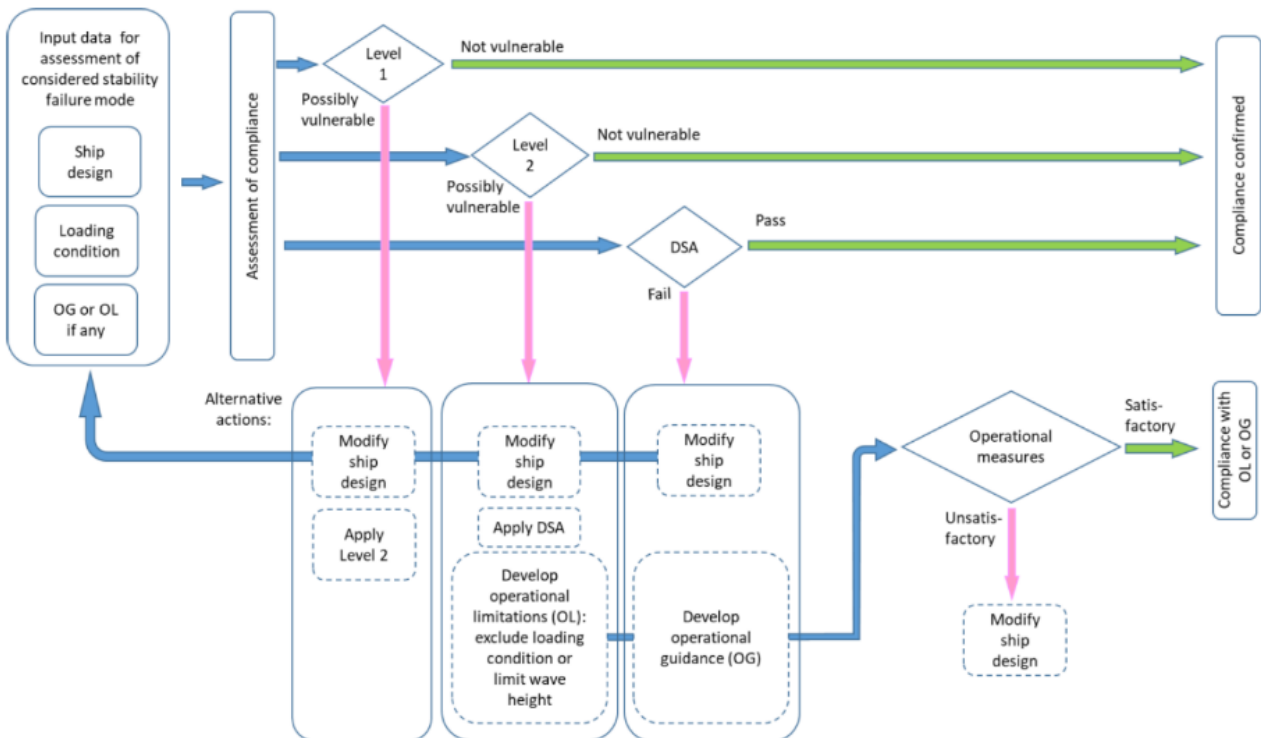 Input data for
assessment of
considered stability
failure mode
Ship
design
Loading
condition
OG or OL
if any
Assessment of compliance
Level
1
Not vulnerable
Possibly
vulnerable
Level
2
Not vulnerable
Possibly
vulnerable
DSA
Pass
Fail
Compliance confirmed
Alternative
actions:
Modify
ship
design
Apply
Level 2
Modify
ship
design
Apply DSA
Develop
operational
limitations (OL):
exclude loading
condition or
limit wave
height
Modify
ship
design
Develop
operational
guidance (OG)
Operational
measures
Satis-
factory
Compliance with
OL or OG
Unsatis-
factory
Modify
ship
design